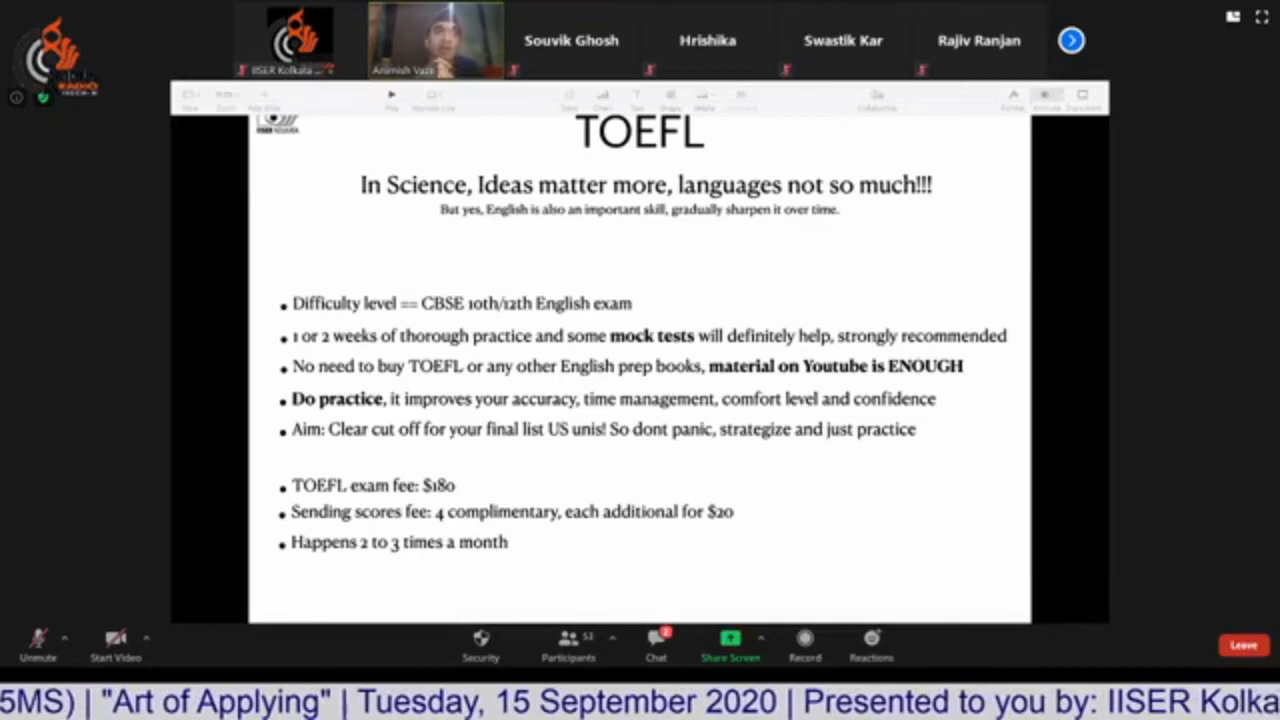 Souvik Ghosh
Hrishika
Swastik Kar
Rajiv Ranjan
IISER Kolkata ...
Animish Vaze
RADIO
TOEFL
In Science, Ideas matter more, languages not so much!!!
But yes, English is also an important skill, gradually sharpen it over time.
• Difficulty level == CBSE 10th/12th English exam
• 1 or 2 weeks of thorough practice and some mock tests will definitely help, strongly recommended
• No need to buy TOEFL or any other English prep books, material on Youtube is ENOUGH
• Do practice, it improves your accuracy, time management, comfort level and confidence
• Aim: Clear cut off for your final list US unis! So dont panic, strategize and just practice
• TOEFL exam fee: $180
• Sending scores fee: 4 complimentary, each additional for $20
• Happens 2 to 3 times a month
Unmute
Start Video
Security
Participants
53
Chat
2
Share Screen
Record
Reactions
Leave
5MS) | "Art of Applying" | Tuesday, 15 September 2020 | Presented to you by: IISER Kolka